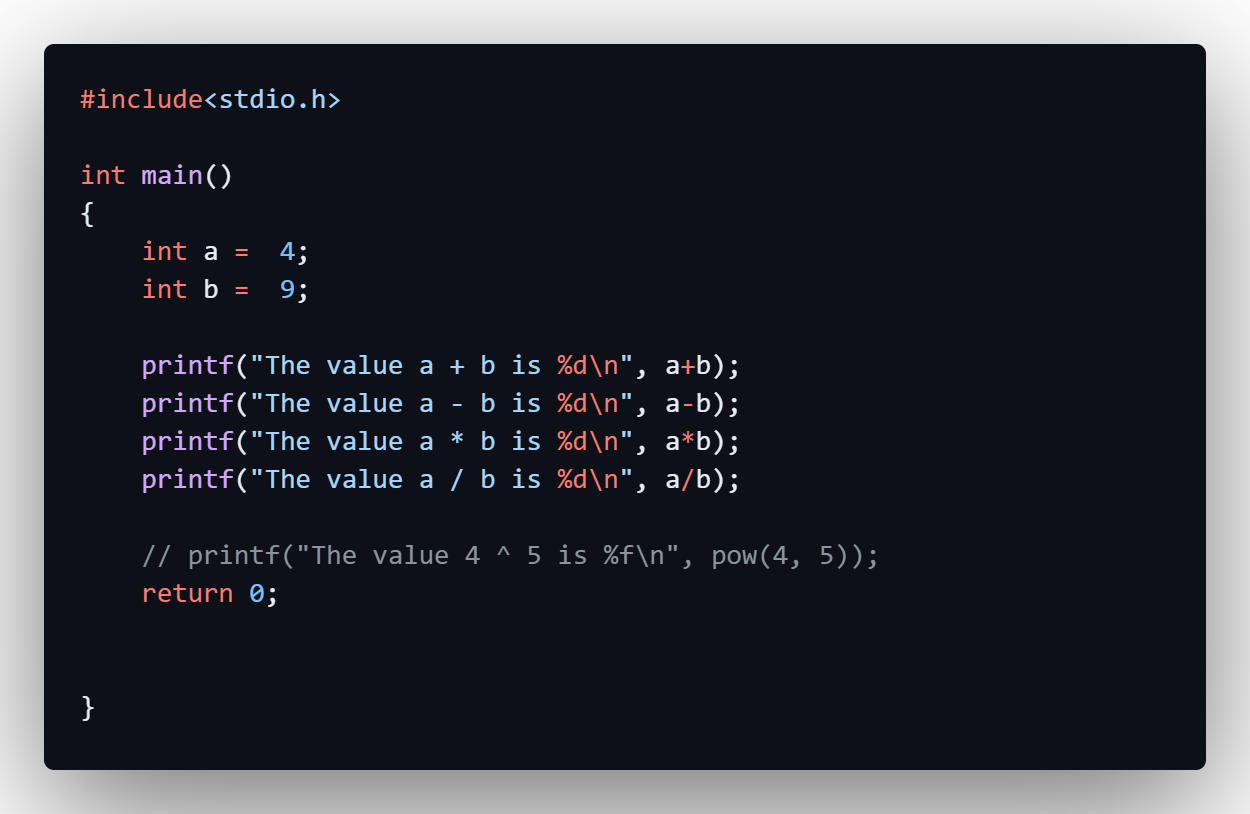 #include<stdio.h>
int main()
{
    int a =  4;
    int b =  9;
    printf("The value a + b is %d\n", a+b);
    printf("The value a - b is %d\n", a-b);
    printf("The value a * b is %d\n", a*b);
    printf("The value a / b is %d\n", a/b);
    // printf("The value 4 ^ 5 is %f\n", pow(4, 5));
    return 0;
}